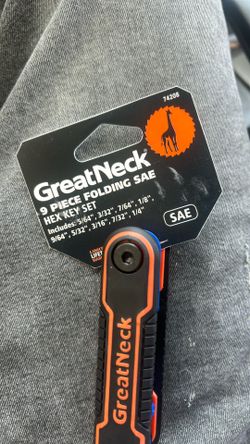 74206
GreatNeck
9 PIECE FOLDING SAE
HEX KEY SET
Includes: 5/64", 3/32", 7/64", 1/8",
9/64", 5/32", 3/16", 7/32", 1/4"
SAE
GreatNeck